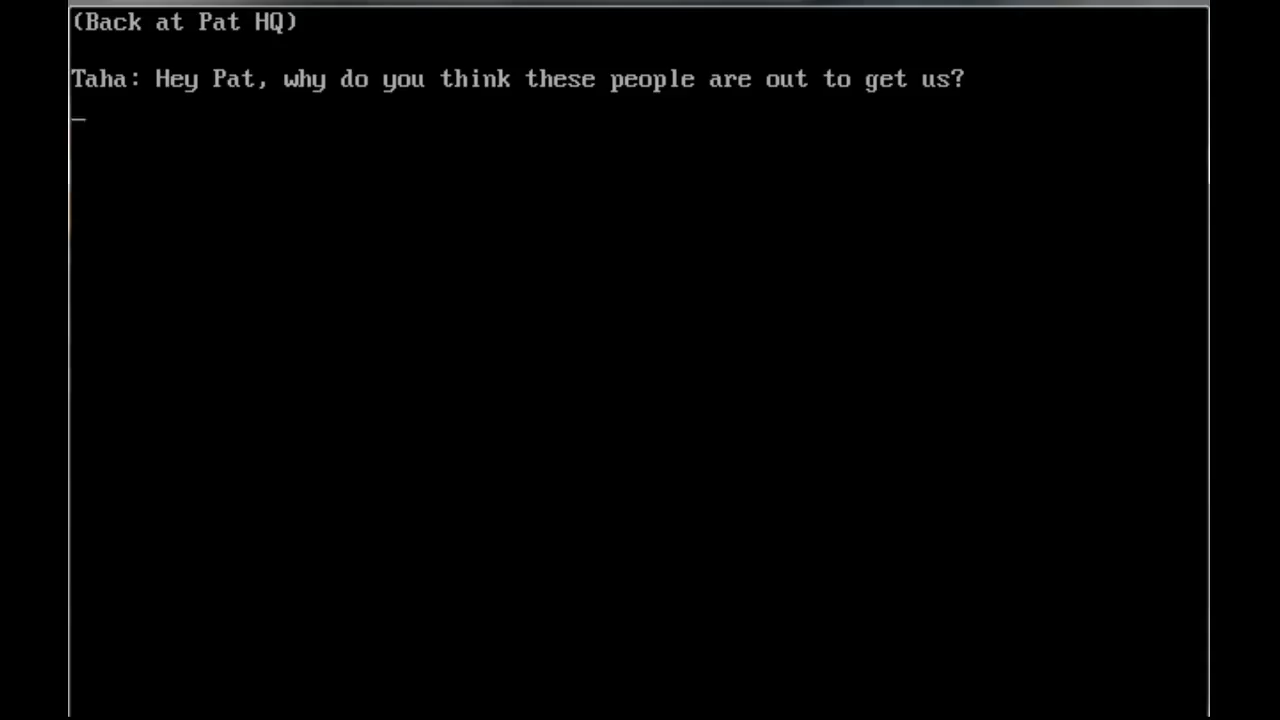 (Back at Pat HQ)
Taha: Hey Pat, why do you think these people are out to get us?
_